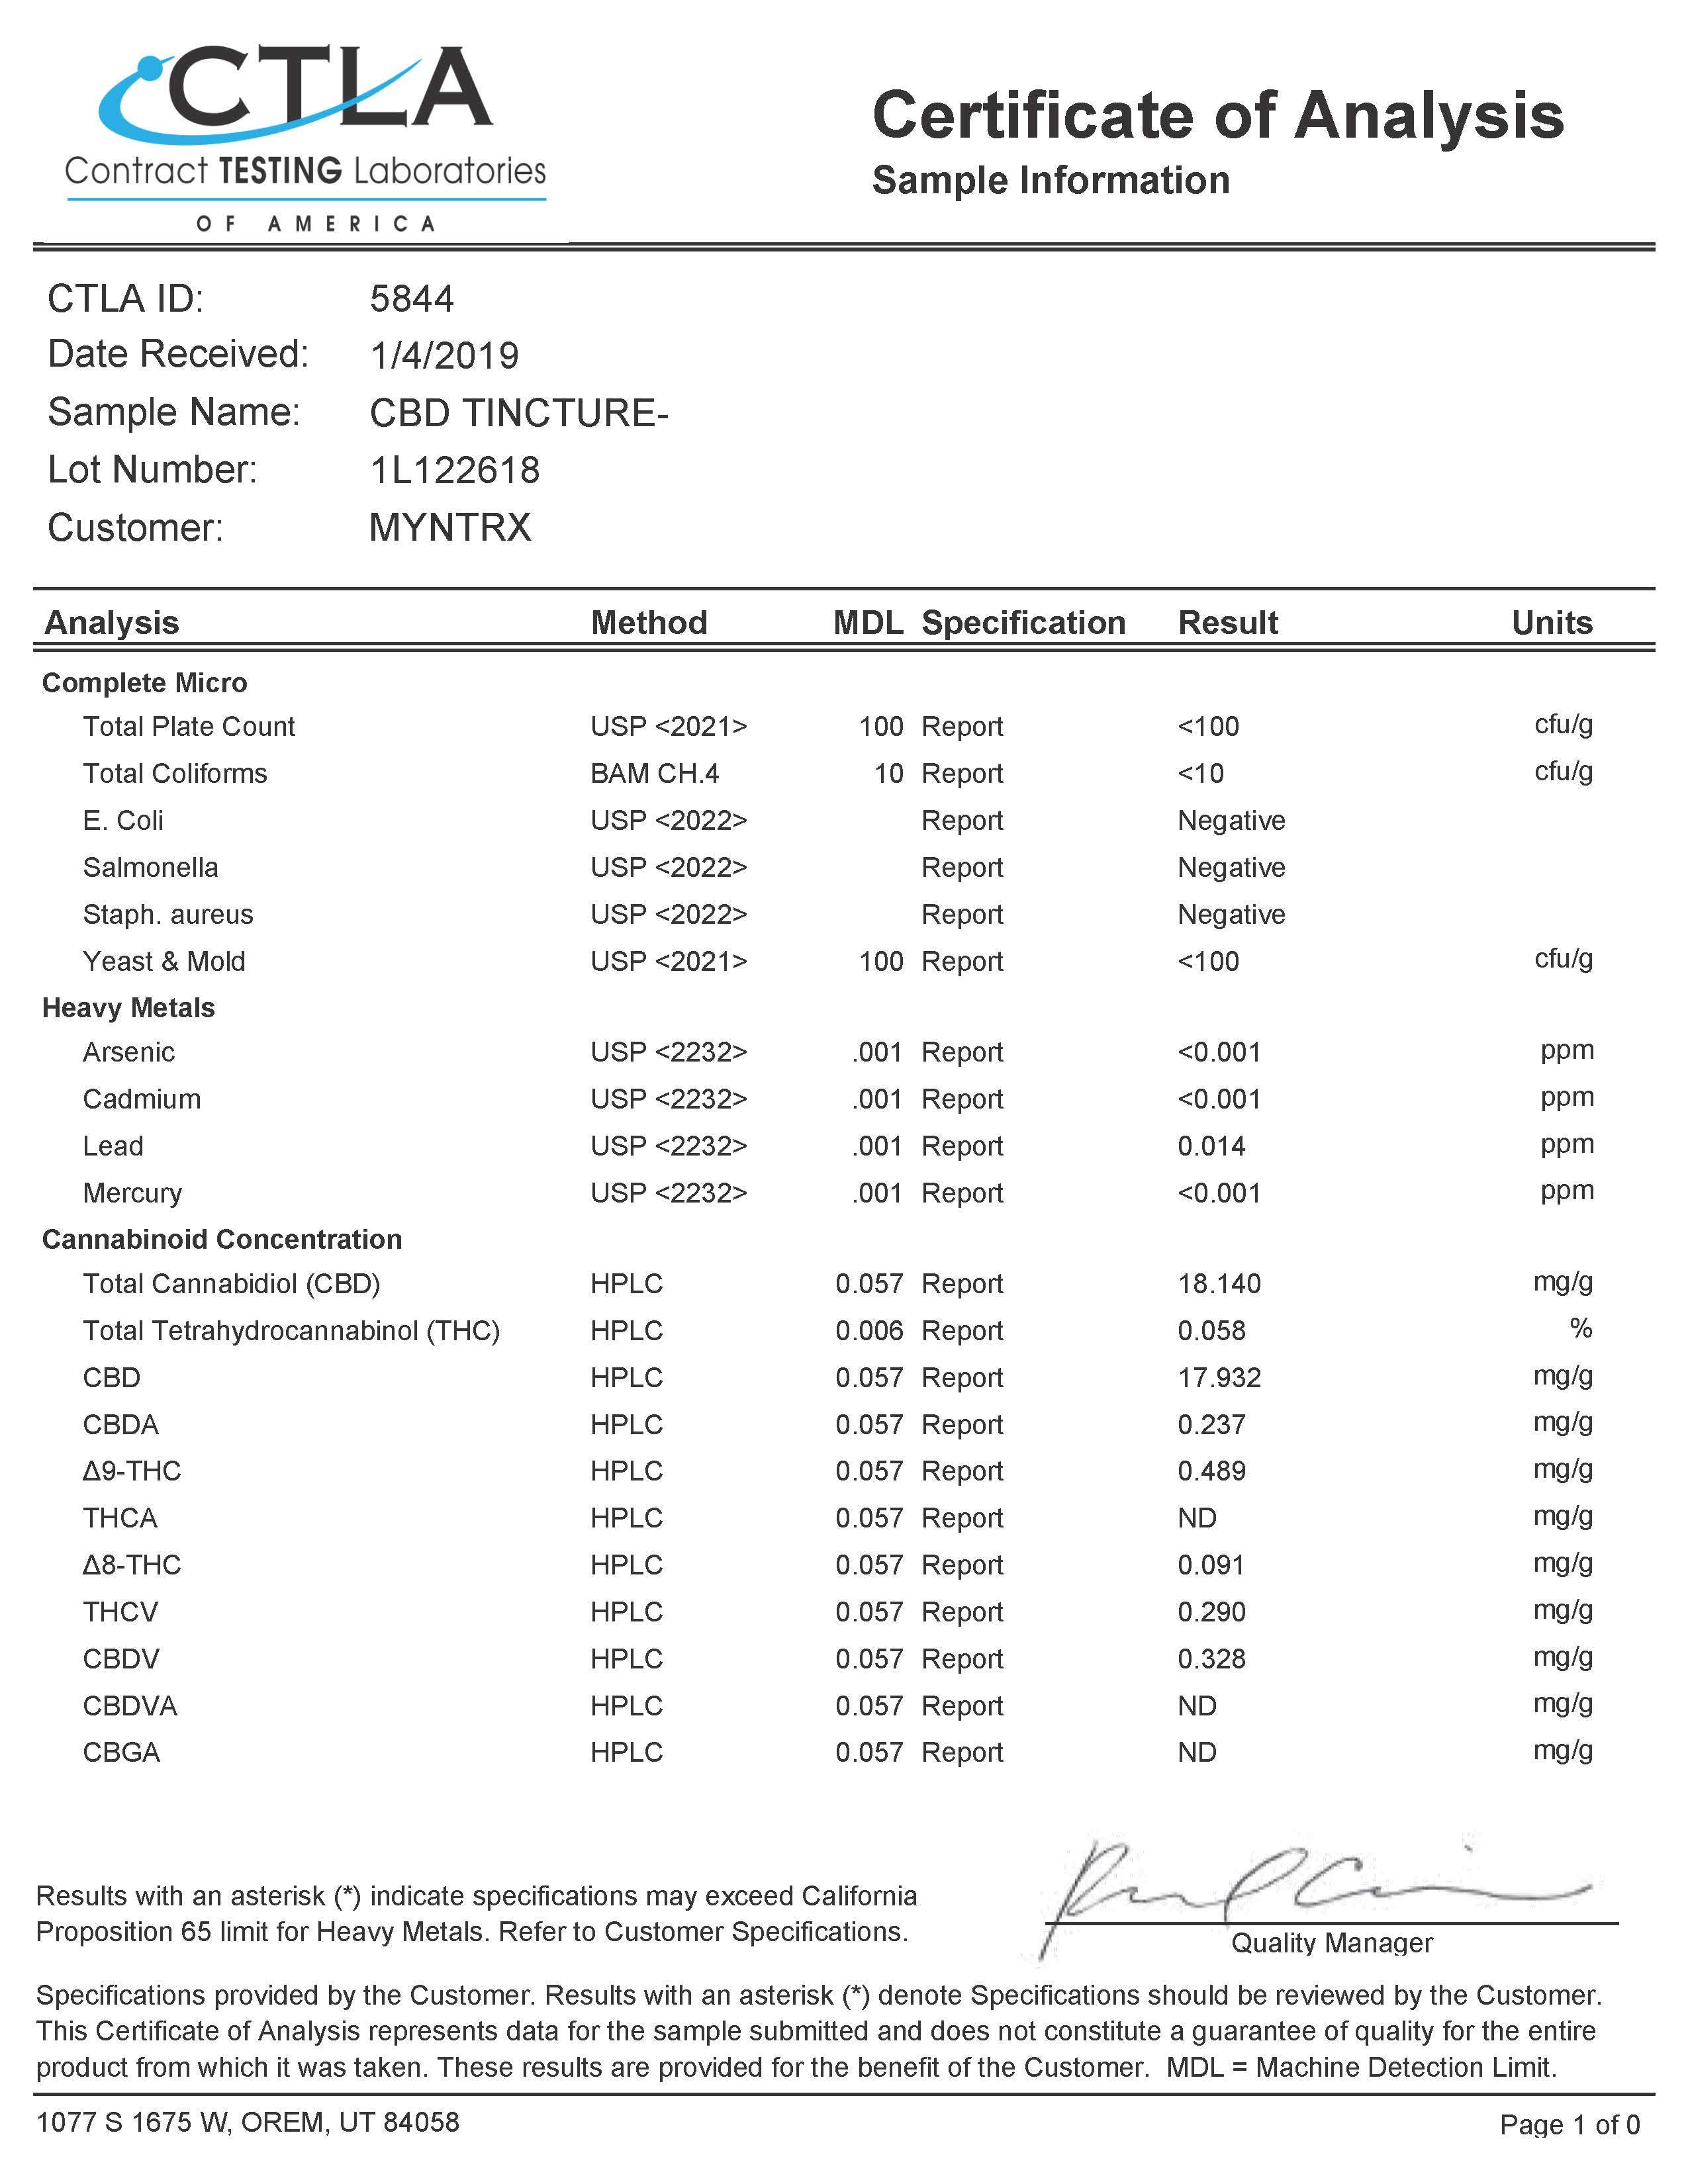 CTLA
Contract TESTING Laboratories
OF AMERICA
Certificate of Analysis
Sample Information
CTLA ID: 5844
Date Received: 1/4/2019
Sample Name: CBD TINCTURE-
Lot Number: 1L122618
Customer: MYNTRX
Analysis Method MDL Specification Result Units
Complete Micro
Total Plate Count USP <2021> 100 Report <100 cfu/g
Total Coliforms BAM CH.4 10 Report <10 cfu/g
E. Coli USP <2022> Report Negative
Salmonella USP <2022> Report Negative
Staph. aureus USP <2022> Report Negative
Yeast & Mold USP <2021> 100 Report <100 cfu/g
Heavy Metals
Arsenic USP <2232> .001 Report <0.001 ppm
Cadmium USP <2232> .001 Report <0.001 ppm
Lead USP <2232> .001 Report 0.014 ppm
Mercury USP <2232> .001 Report <0.001 ppm
Cannabinoid Concentration
Total Cannabidiol (CBD) HPLC 0.057 Report 18.140 mg/g
Total Tetrahydrocannabinol (THC) HPLC 0.006 Report 0.058 %
CBD HPLC 0.057 Report 17.932 mg/g
CBDA HPLC 0.057 Report 0.237 mg/g
Δ9-THC HPLC 0.057 Report 0.489 mg/g
THCA HPLC 0.057 Report ND mg/g
Δ8-THC HPLC 0.057 Report 0.091 mg/g
THCV HPLC 0.057 Report 0.290 mg/g
CBDV HPLC 0.057 Report 0.328 mg/g
CBDVA HPLC 0.057 Report ND mg/g
CBGA HPLC 0.057 Report ND mg/g
Results with an asterisk (*) indicate specifications may exceed California
Proposition 65 limit for Heavy Metals. Refer to Customer Specifications.
Quality Manager
Specifications provided by the Customer. Results with an asterisk (*) denote Specifications should be reviewed by the Customer.
This Certificate of Analysis represents data for the sample submitted and does not constitute a guarantee of quality for the entire
product from which it was taken. These results are provided for the benefit of the Customer. MDL = Machine Detection Limit.
1077 S 1675 W, OREM, UT 84058
Page 1 of 0